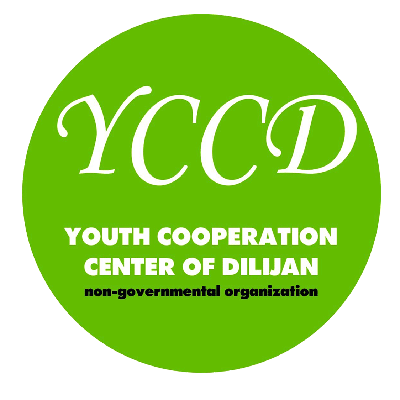 YCCD
YOUTH COOPERATION
CENTER OF DILIJAN
non-governmental organization